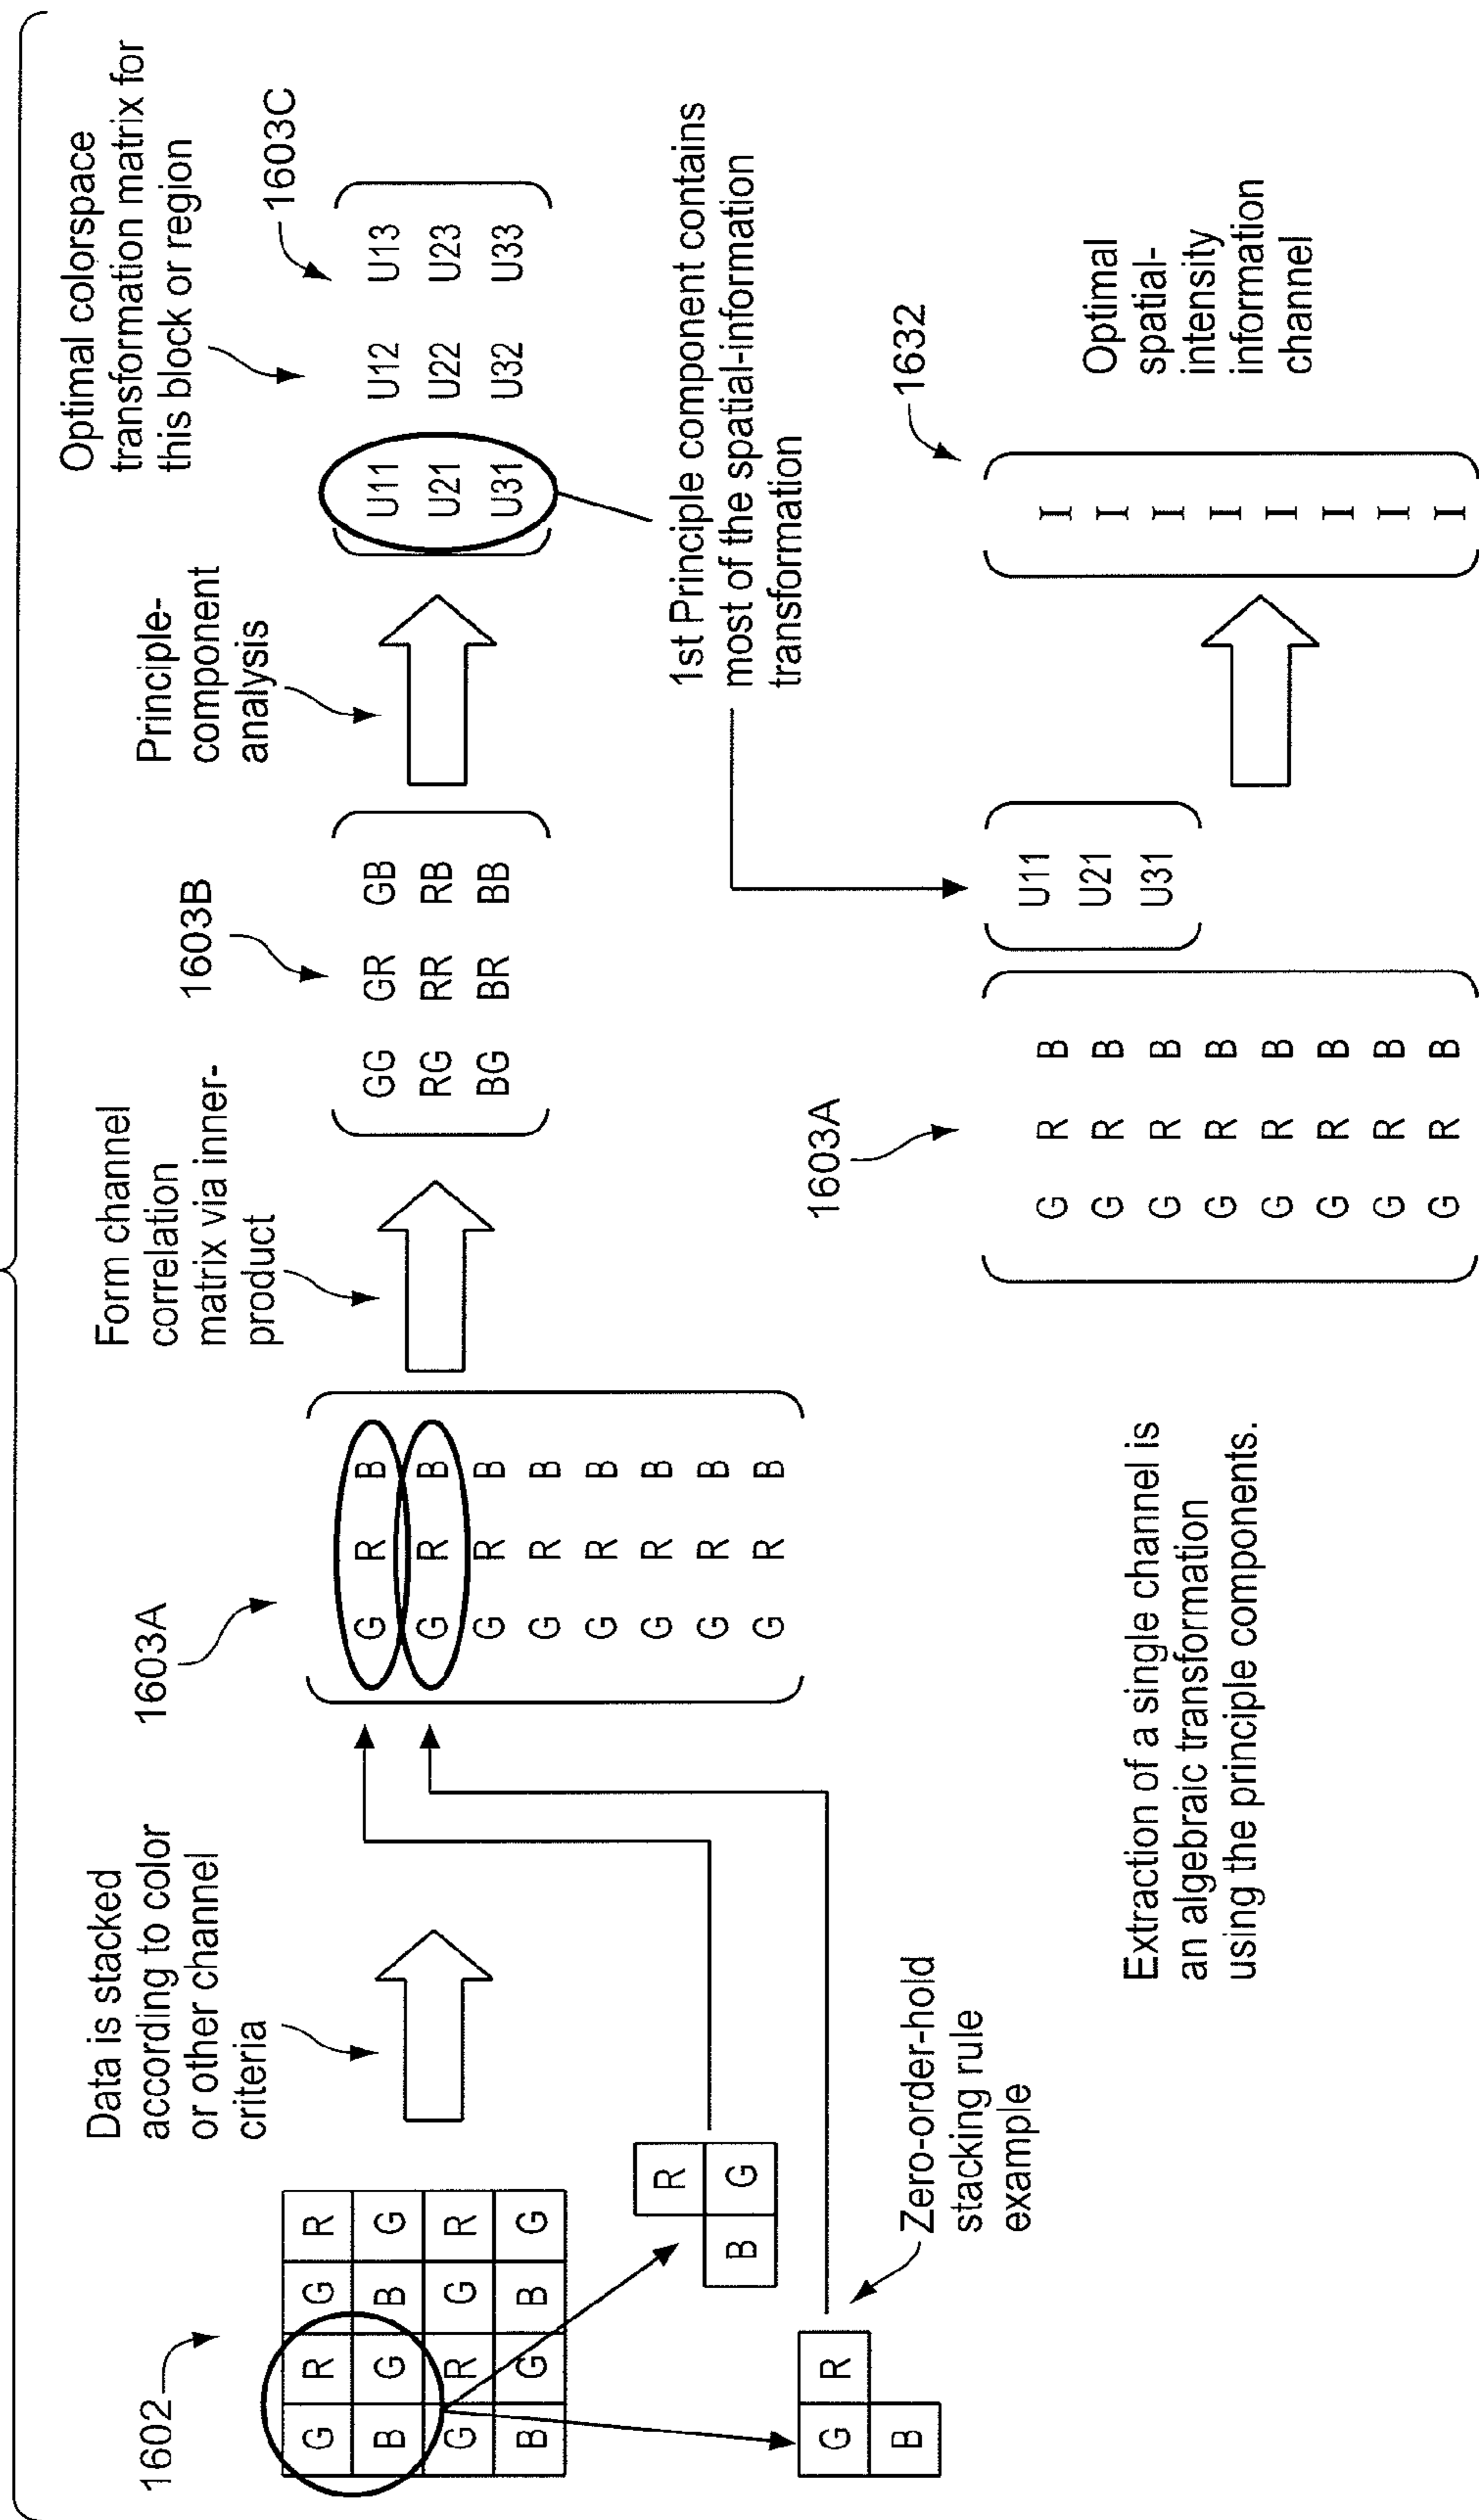 1602
G R G R
B G B G
G R G R
B G B G
Data is stacked
according to color
or other channel
criteria
R
B G
G R
B
Zero-order-hold
stacking rule
example
1603A
G R B
G R B
G R B
G R B
G R B
G R B
G R B
G R B
Form channel
correlation
matrix via inner-
product
1603B
GG GR GB
RG RR RB
BG BR BB
Principle-
component
analysis
Optimal colorspace
transformation matrix for
this block or region
1603C
U11 U12 U13
U21 U22 U23
U31 U32 U33
1st Principle component contains
most of the spatial-information
transformation
Extraction of a single channel is
an algebraic transformation
using the principle components.
1603A
G R B
G R B
G R B
G R B
G R B
G R B
G R B
G R B
U11
U21
U31
1632
I
I
I
I
I
I
I
I
Optimal
spatial-
intensity
information
channel